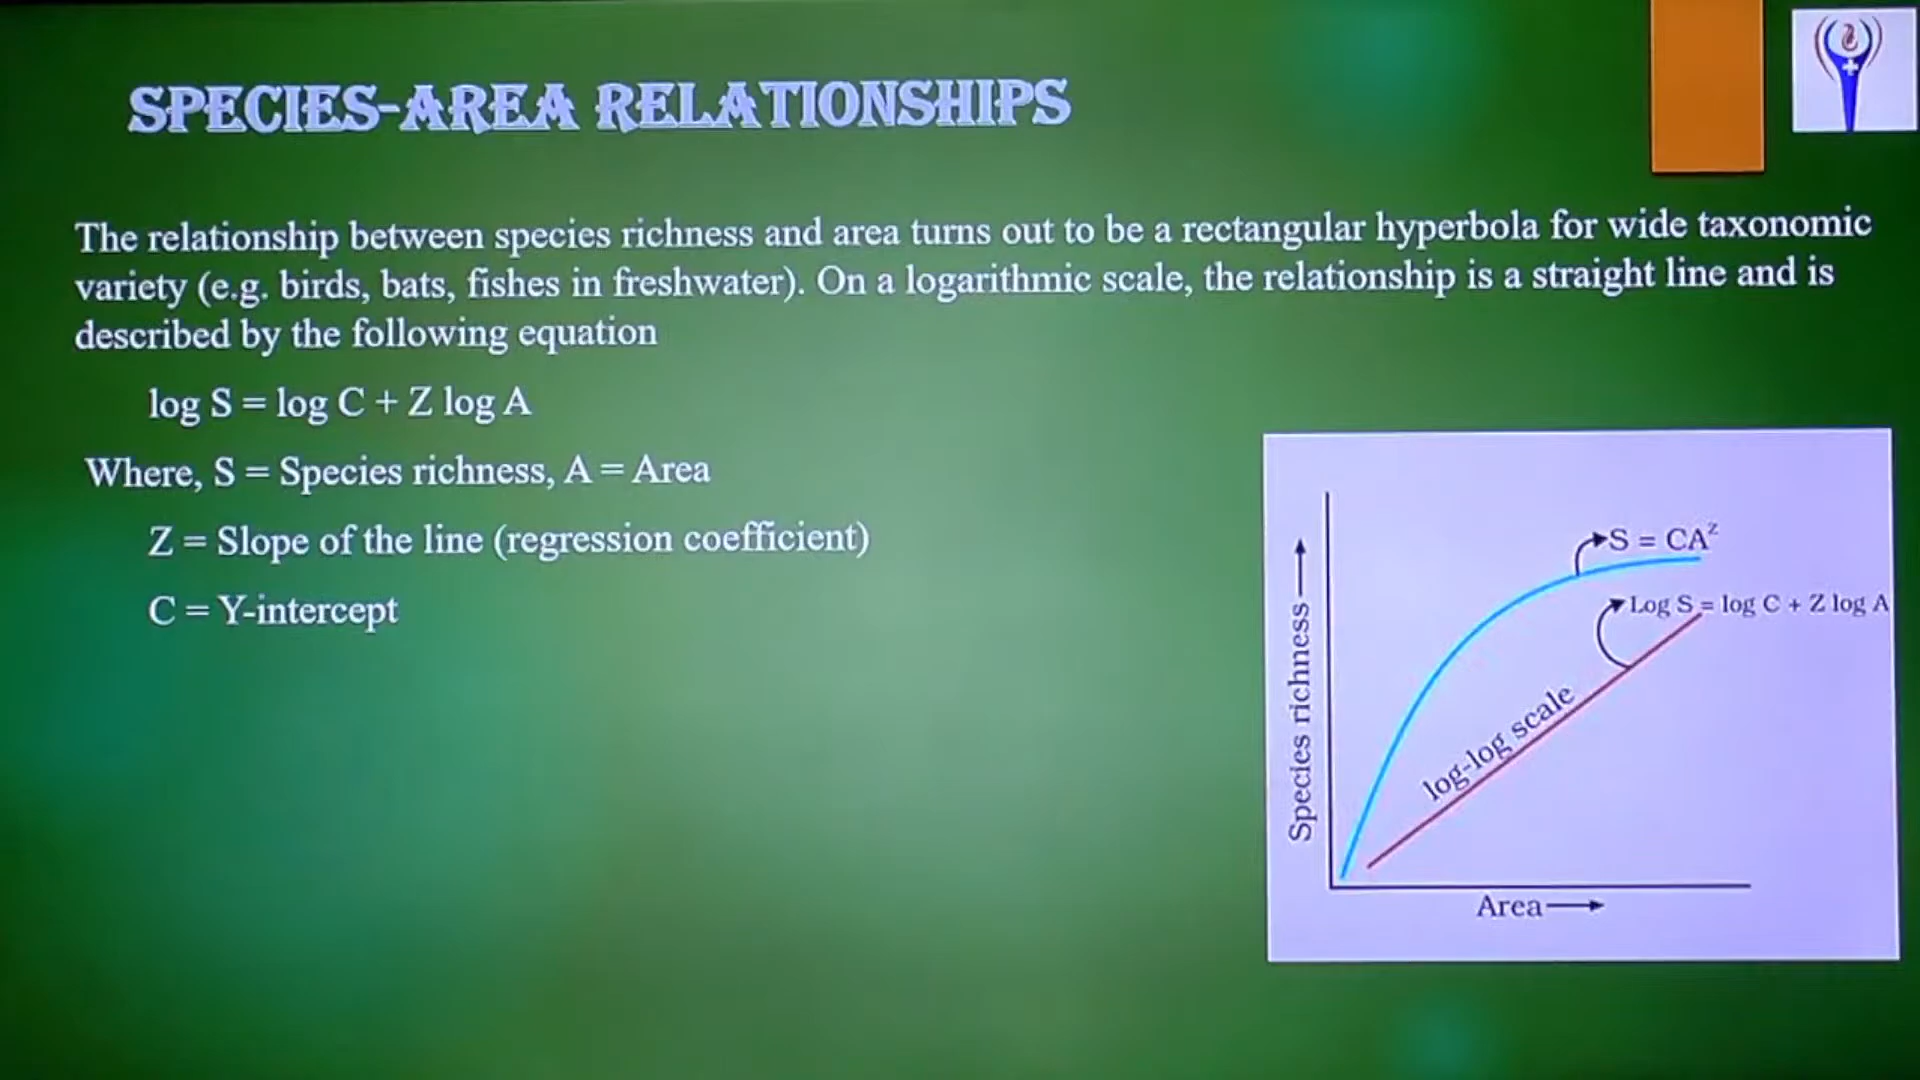 SPECIES-AREA RELATIONSHIPS
The relationship between species richness and area turns out to be a rectangular hyperbola for wide taxonomic
variety (e.g. birds, bats, fishes in freshwater). On a logarithmic scale, the relationship is a straight line and is
described by the following equation
log S = log C + Z log A
Where, S = Species richness, A = Area
Z = Slope of the line (regression coefficient)
C = Y-intercept
S = CA^Z
Log S = log C + Z log A
log-log scale
Species richness
Area